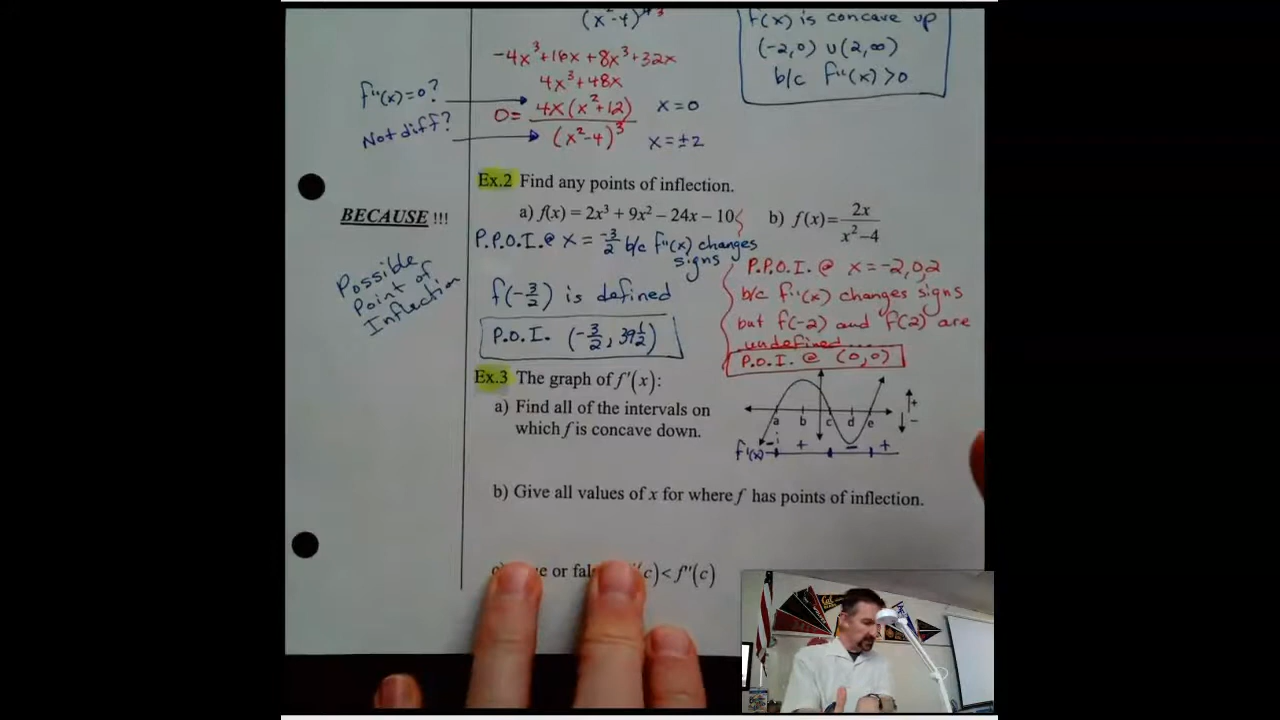 (x²-4)⁴³
f(x) is concave up
(-2,0) ∪ (2,∞)
b/c f''(x) >0
-4x³+16x+8x³+32x
4x³+48x
f''(x)=0?
0= 4x(x²+12) x=0
Not diff?
(x²-4)³ x=±2
Ex.2 Find any points of inflection.
BECAUSE !!!
a) f(x) = 2x³ + 9x² – 24x – 10
b) f(x)= 2x
x²–4
P.P.O.I. @ x = -3/2 b/c f''(x) changes
signs
Possible
Point of
Inflection
f(-3/2) is defined
P.O.I. (-3/2, 39 1/2)
P.P.O.I. @ x=-2,0,2
b/c f''(x) changes signs
but f(-2) and f(2) are
undefined...
P.O.I. @ (0,0)
Ex.3 The graph of f'(x):
a) Find all of the intervals on
which f is concave down.
a b c d e
+
–
f'(x) - + - +
b) Give all values of x for where f has points of inflection.
(c)<f''(c)